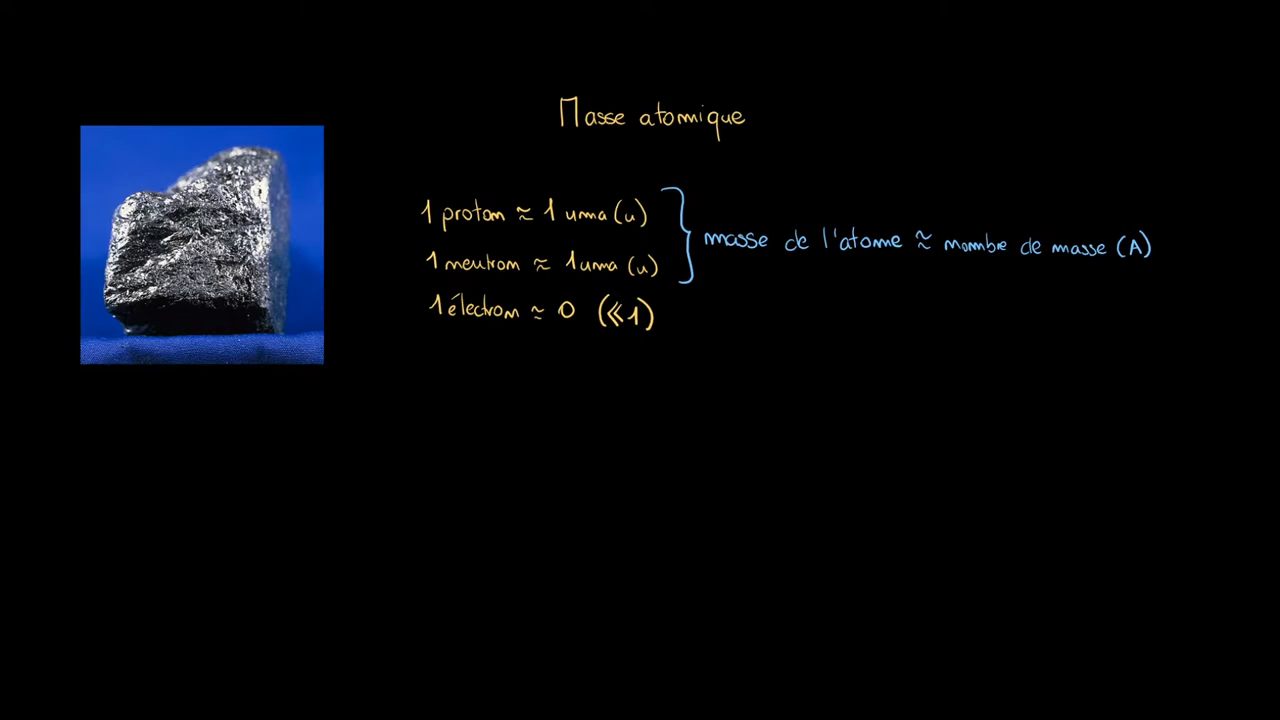 Masse atomique
1 proton ≈ 1 uma (u)
1 neutron ≈ 1 uma (u)
masse de l'atome ≈ nombre de masse (A)
1 électron ≈ 0 (≪1)